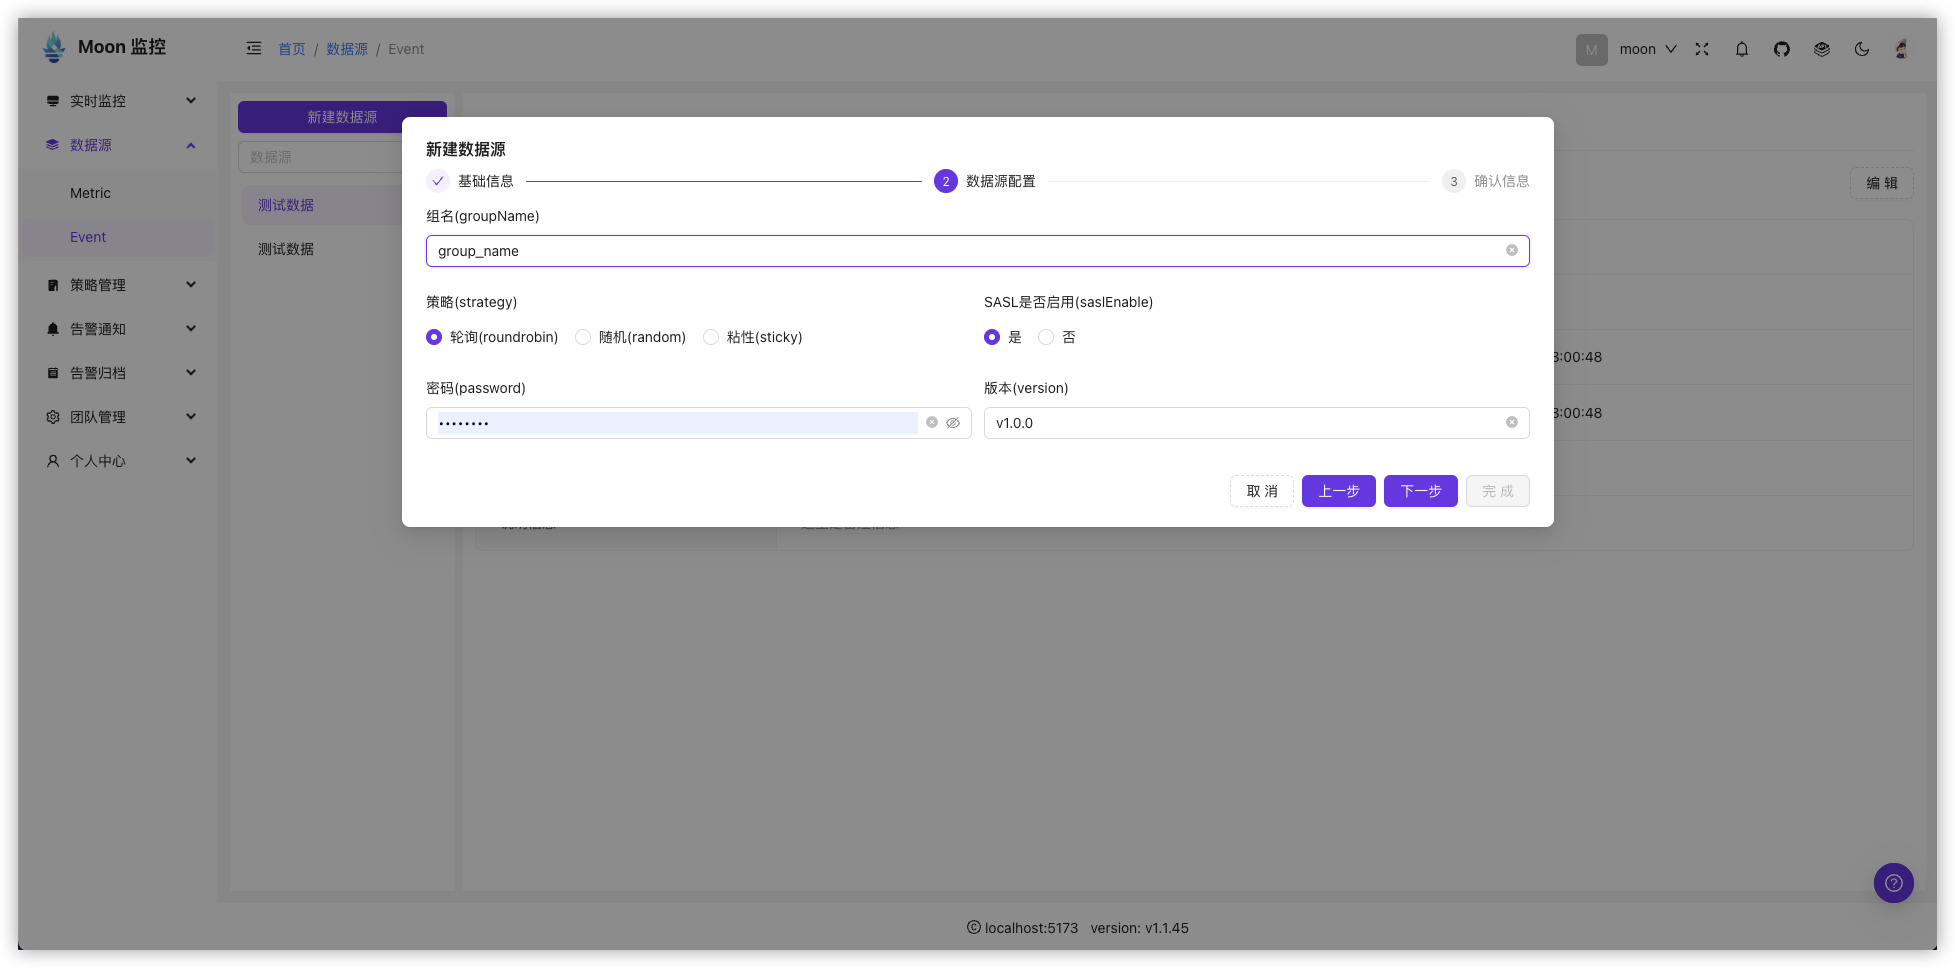 Moon 监控
首页 / 数据源 / Event
M moon
实时监控
数据源
Metric
Event
策略管理
告警通知
告警归档
团队管理
个人中心
新建数据源
数据源
测试数据
测试数据
编 辑
新建数据源
基础信息
2 数据源配置
3 确认信息
组名(groupName)
group_name
策略(strategy)
SASL是否启用(saslEnable)
轮询(roundrobin) 随机(random) 粘性(sticky)
是 否
密码(password)
版本(version)
••••••••
v1.0.0
取 消 上一步 下一步 完 成
:00:48
:00:48
© localhost:5173 version: v1.1.45